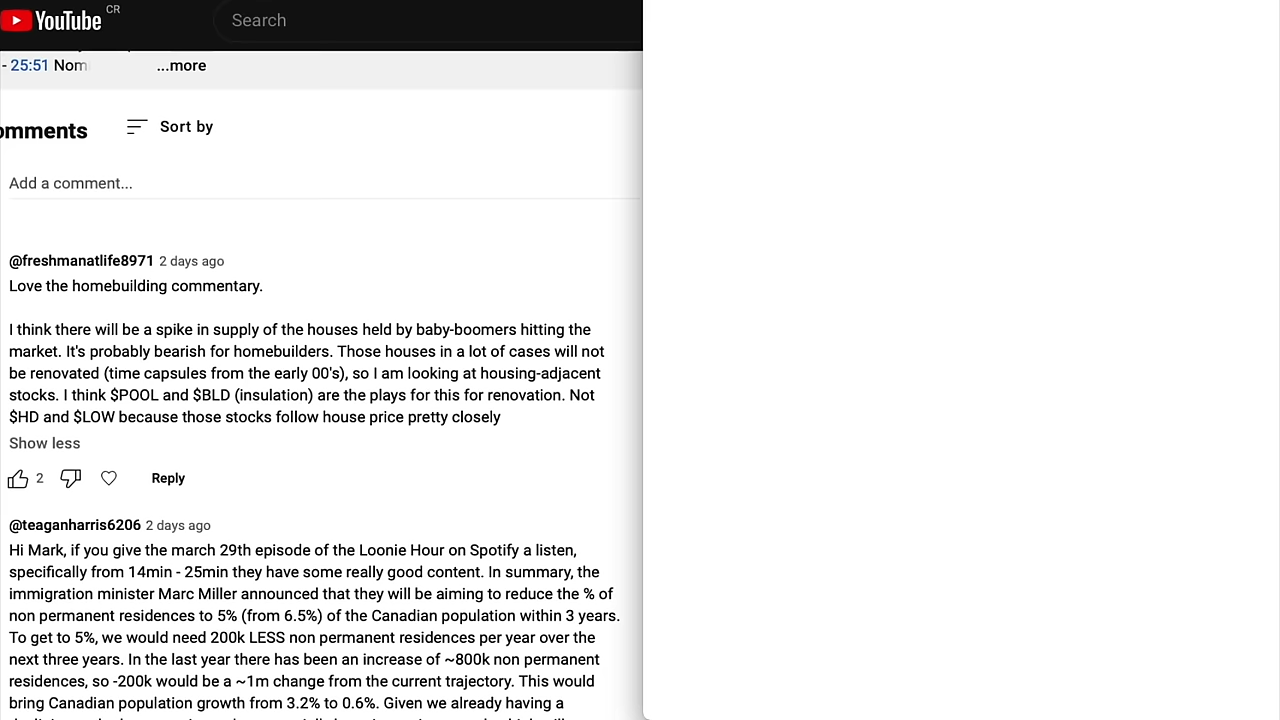 YouTube CR
Search
- 25:51 Nom ...more
omments
Sort by
Add a comment...
@freshmanatlife8971 2 days ago
Love the homebuilding commentary.
I think there will be a spike in supply of the houses held by baby-boomers hitting the
market. It's probably bearish for homebuilders. Those houses in a lot of cases will not
be renovated (time capsules from the early 00's), so I am looking at housing-adjacent
stocks. I think $POOL and $BLD (insulation) are the plays for this for renovation. Not
$HD and $LOW because those stocks follow house price pretty closely
Show less
2 Reply
@teaganharris6206 2 days ago
Hi Mark, if you give the march 29th episode of the Loonie Hour on Spotify a listen,
specifically from 14min - 25min they have some really good content. In summary, the
immigration minister Marc Miller announced that they will be aiming to reduce the % of
non permanent residences to 5% (from 6.5%) of the Canadian population within 3 years.
To get to 5%, we would need 200k LESS non permanent residences per year over the
next three years. In the last year there has been an increase of ~800k non permanent
residences, so -200k would be a ~1m change from the current trajectory. This would
bring Canadian population growth from 3.2% to 0.6%. Given we already having a